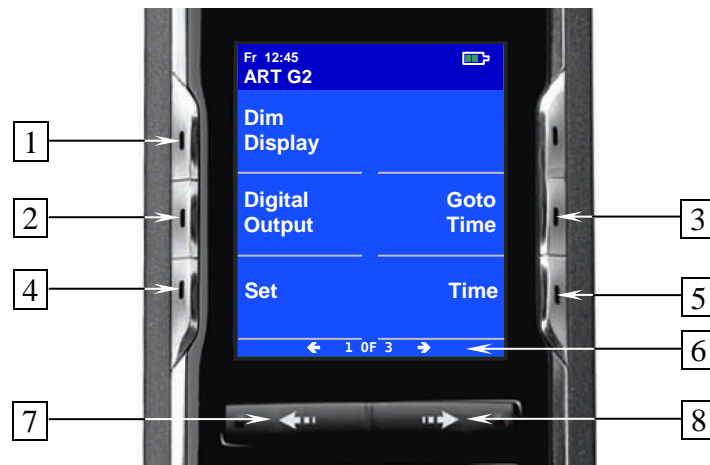 Fr 12:45
ART G2
Dim
Display
Digital
Output
Goto
Time
Set
Time
1 OF 3
1
2
3
4
5
6
7
8